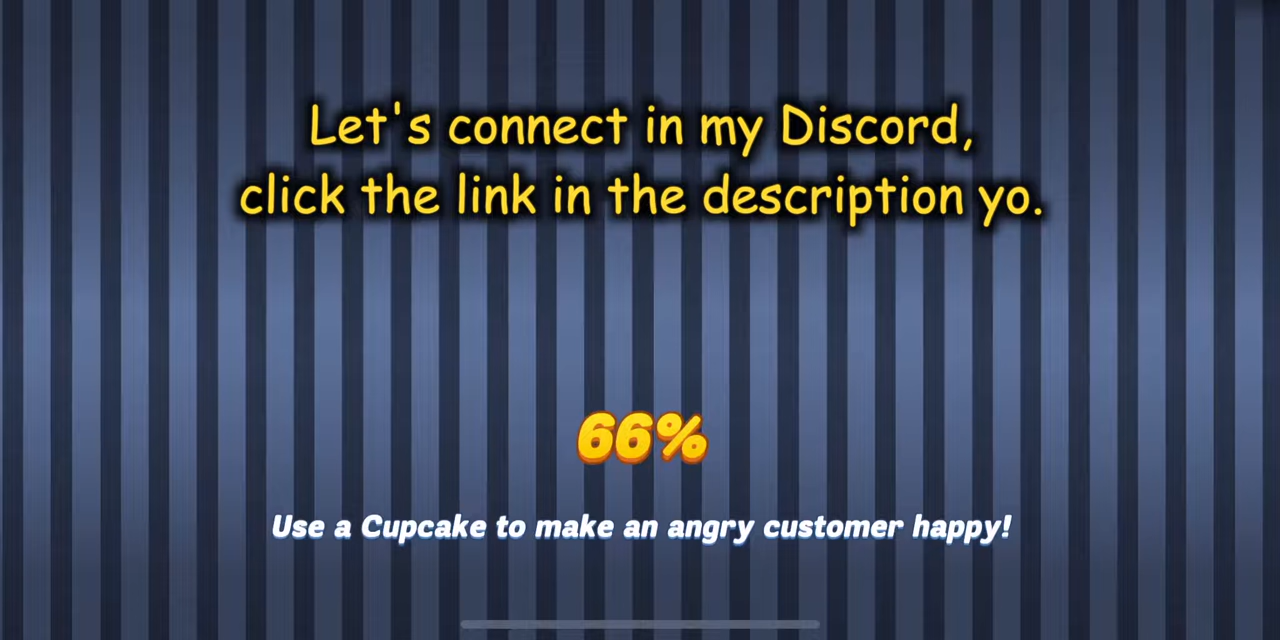 Let's connect in my Discord,
click the link in the description yo.
66%
Use a Cupcake to make an angry customer happy!